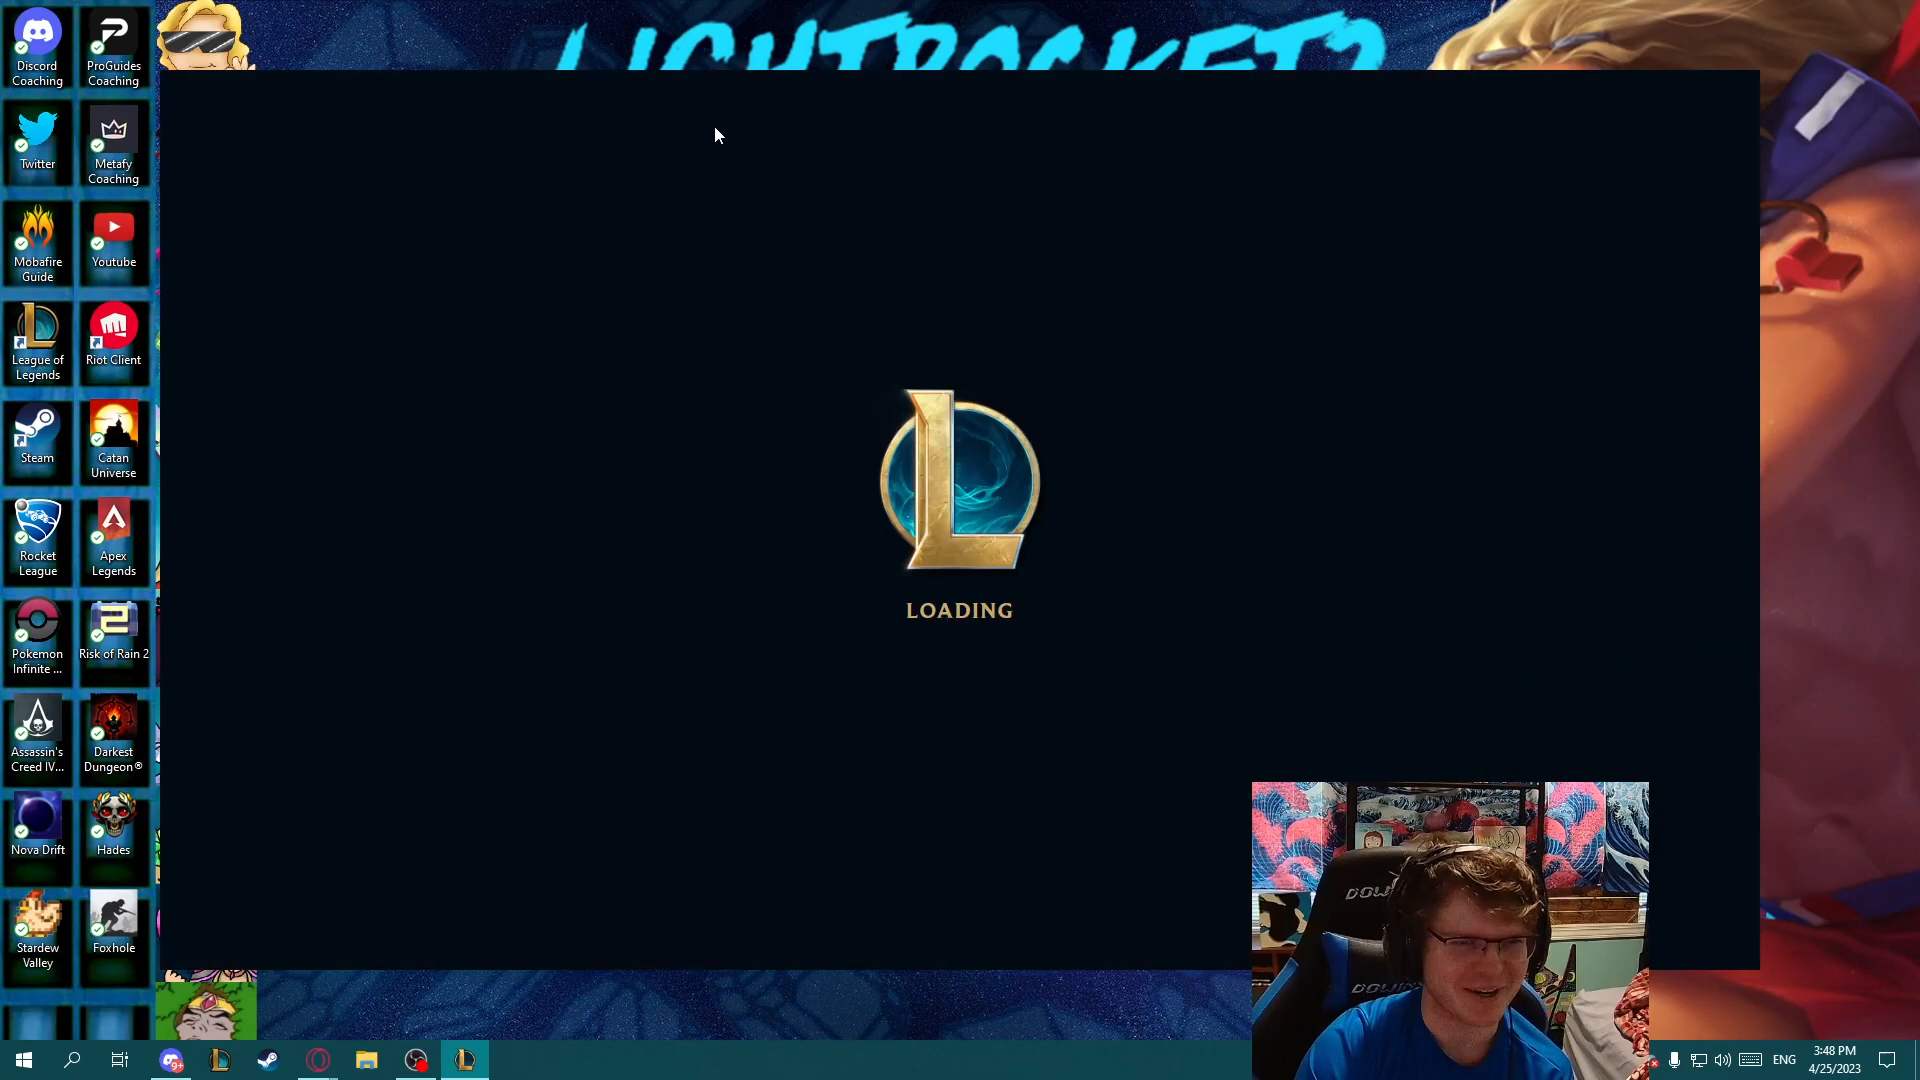 LIGHTROCKET2
Discord
Coaching
ProGuides
Coaching
Twitter
Metafy
Coaching
Mobafire
Guide
Youtube
League of
Legends
Riot Client
Steam
Catan
Universe
Rocket
League
Apex
Legends
Pokemon
Infinite ...
Risk of Rain 2
Assassin's
Creed IV...
Darkest
Dungeon®
Nova Drift
Hades
Stardew
Valley
Foxhole
LOADING
9+
ENG
3:48 PM
4/25/2023